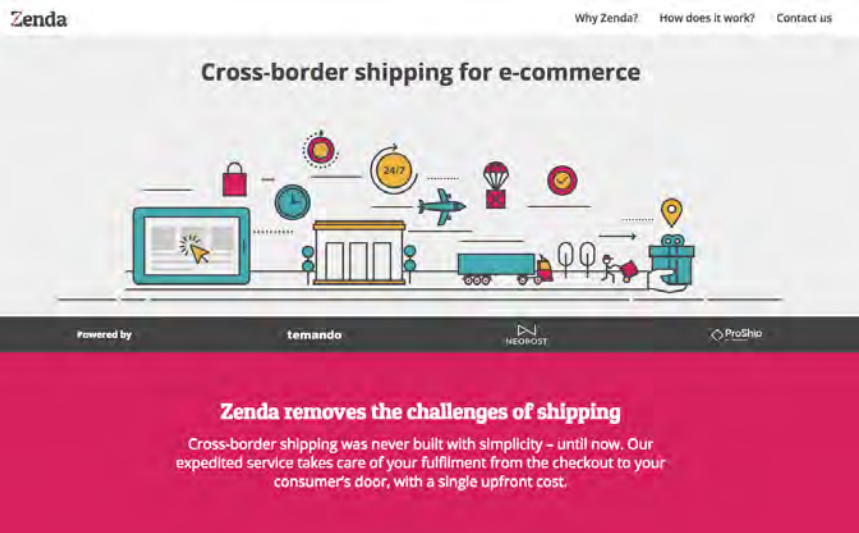 Zenda
Why Zenda? How does it work? Contact us
Cross-border shipping for e-commerce
24/7
Powered by temando NEOPOST ProShip
Zenda removes the challenges of shipping
Cross-border shipping was never built with simplicity – until now. Our
expedited service takes care of your fulfilment from the checkout to your
consumer's door, with a single upfront cost.